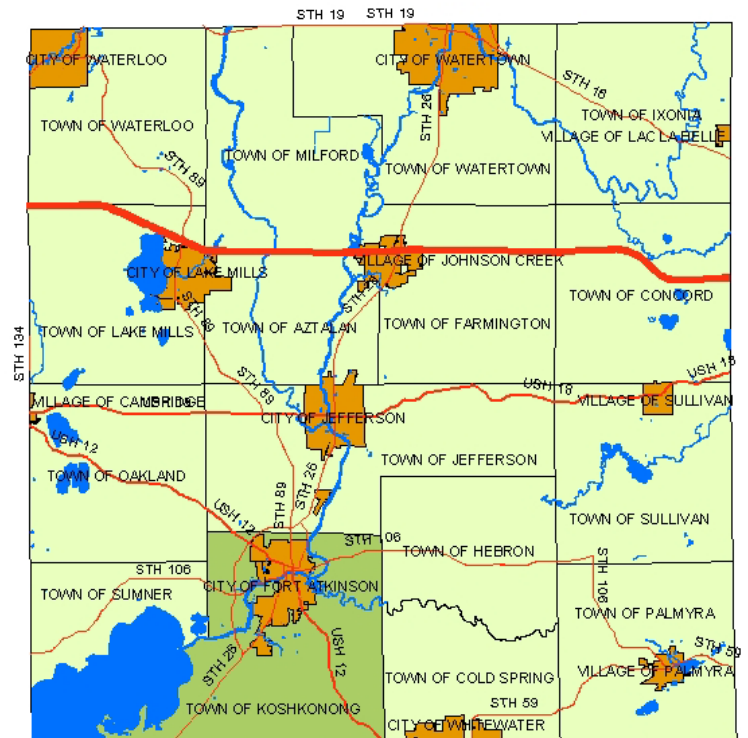 STH 19 STH 19
CITY OF WATERLOO
CITY OF WATERTOWN
STH 16
STH 26
TOWN OF IXONIA
TOWN OF WATERLOO
VILLAGE OF LAC LA BELLE
TOWN OF MILFORD
TOWN OF WATERTOWN
STH 89
VILLAGE OF JOHNSON CREEK
CITY OF LAKE MILLS
STH 26
TOWN OF CONCORD
STH 89
TOWN OF LAKE MILLS
TOWN OF AZTALAN
TOWN OF FARMINGTON
STH 134
STH 89
USH 18
USH 18
VILLAGE OF CAMBRIDGE
USH 18
VILLAGE OF SULLIVAN
CITY OF JEFFERSON
USH 12
TOWN OF OAKLAND
TOWN OF JEFFERSON
STH 89
STH 26
USH 12
TOWN OF SULLIVAN
STH 106
TOWN OF HEBRON
STH 106
STH 106
CITY OF FORT ATKINSON
TOWN OF SUMNER
TOWN OF PALMYRA
USH 12
STH 26
STH 59
VILLAGE OF PALMYRA
TOWN OF COLD SPRING
STH 59
TOWN OF KOSHKONONG
CITY OF WHITEWATER